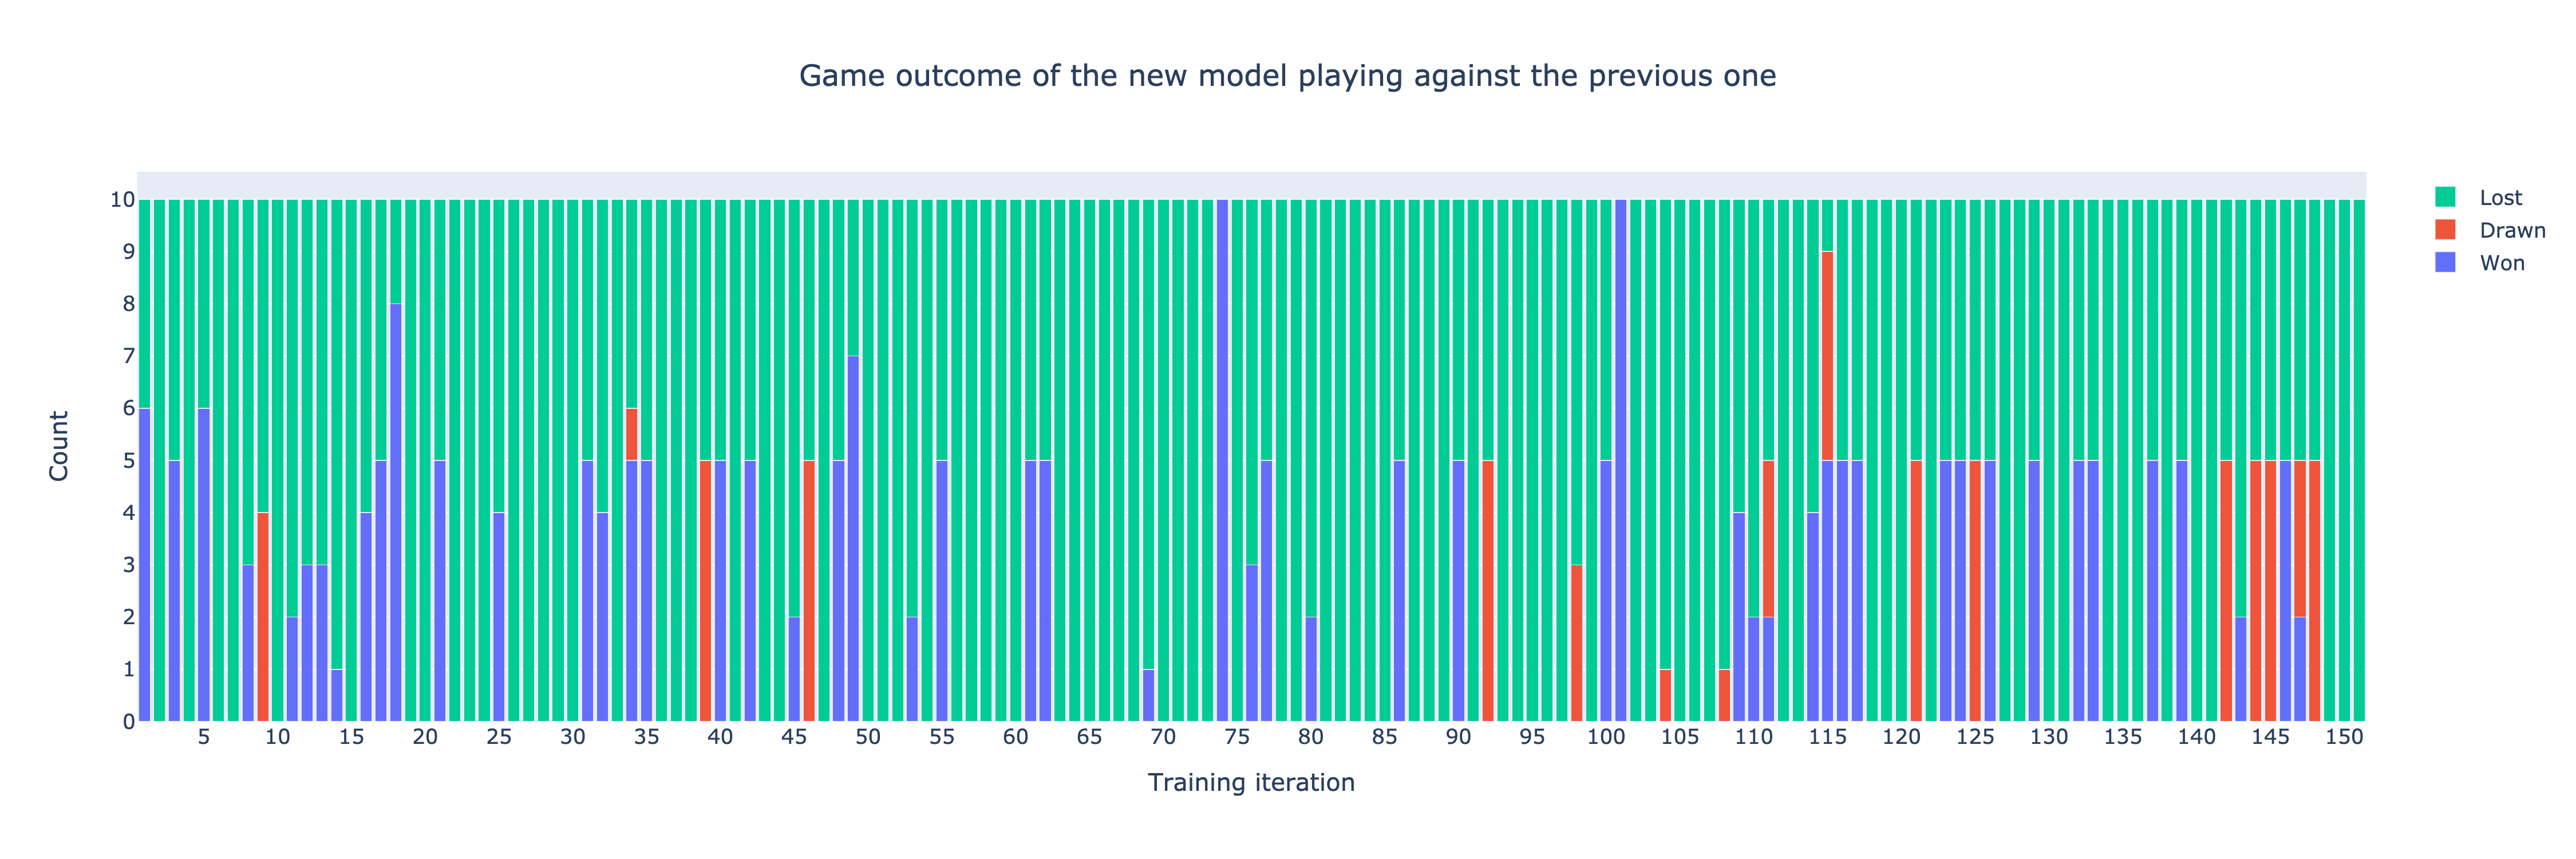 Game outcome of the new model playing against the previous one
10
9
8
7
6
5
4
3
2
1
0
Count
5 10 15 20 25 30 35 40 45 50 55 60 65 70 75 80 85 90 95 100 105 110 115 120 125 130 135 140 145 150
Training iteration
Lost
Drawn
Won